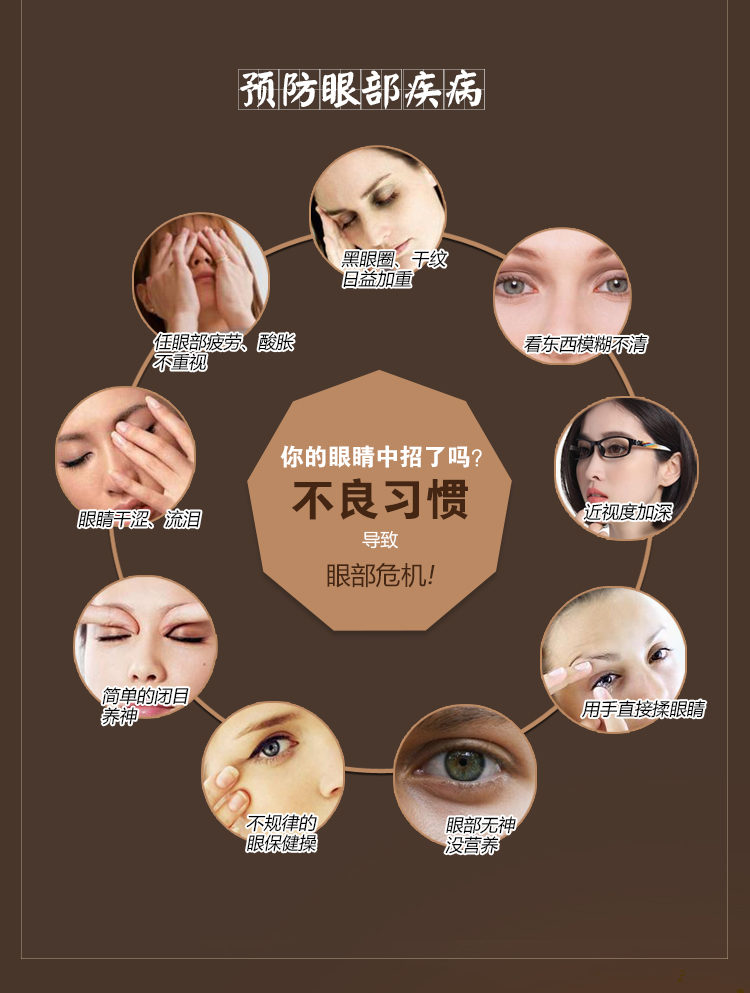 预防眼部疾病
黑眼圈、干纹
日益加重
看东西模糊不清
任眼部疲劳、酸胀
不重视
近视度加深
你的眼睛中招了吗?
不良习惯
导致
眼部危机!
眼睛干涩、流泪
用手直接揉眼睛
简单的闭目
养神
眼部无神
没营养
不规律的
眼保健操